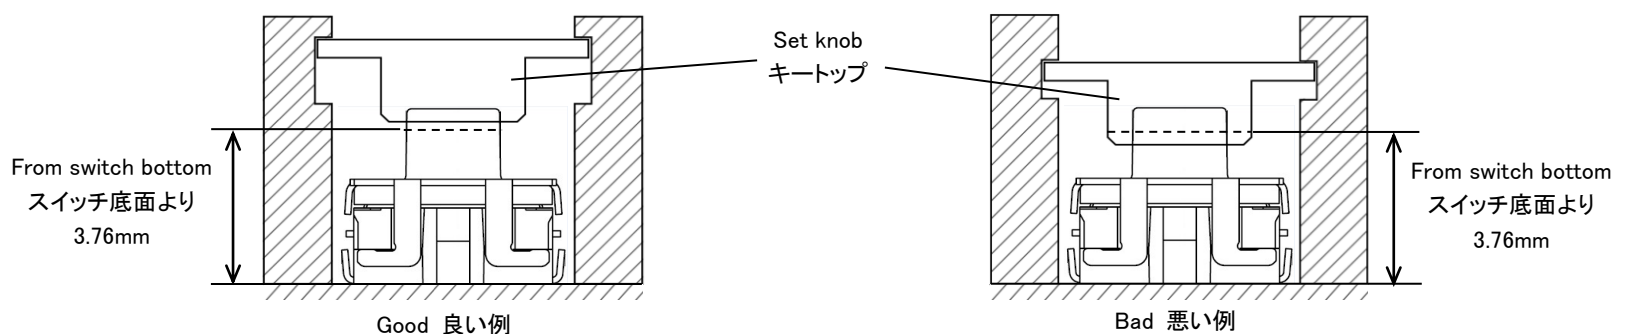 Set knob
キートップ
From switch bottom
スイッチ底面より
3.76mm
From switch bottom
スイッチ底面より
3.76mm
Good 良い例
Bad 悪い例